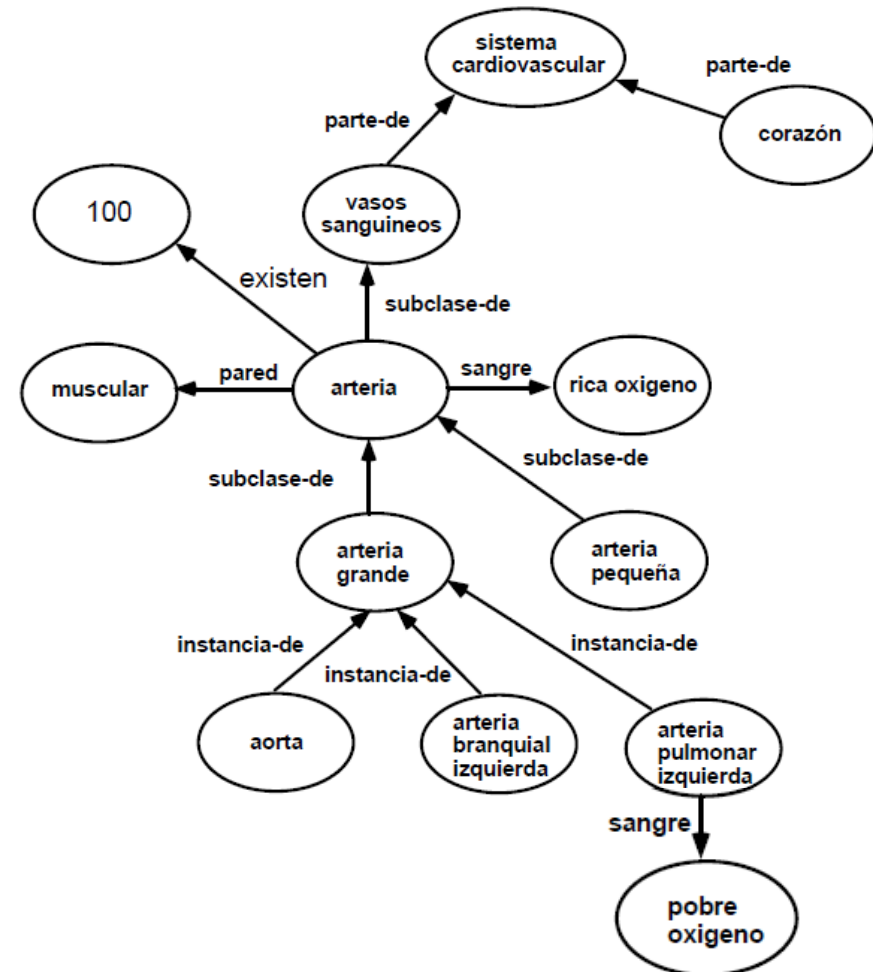 sistema
cardiovascular
parte-de
parte-de
corazón
vasos
sanguineos
100
existen
subclase-de
muscular
pared
arteria
sangre
rica oxigeno
subclase-de
subclase-de
arteria
grande
arteria
pequeña
instancia-de
instancia-de
instancia-de
aorta
arteria
branquial
izquierda
arteria
pulmonar
izquierda
sangre
pobre
oxigeno